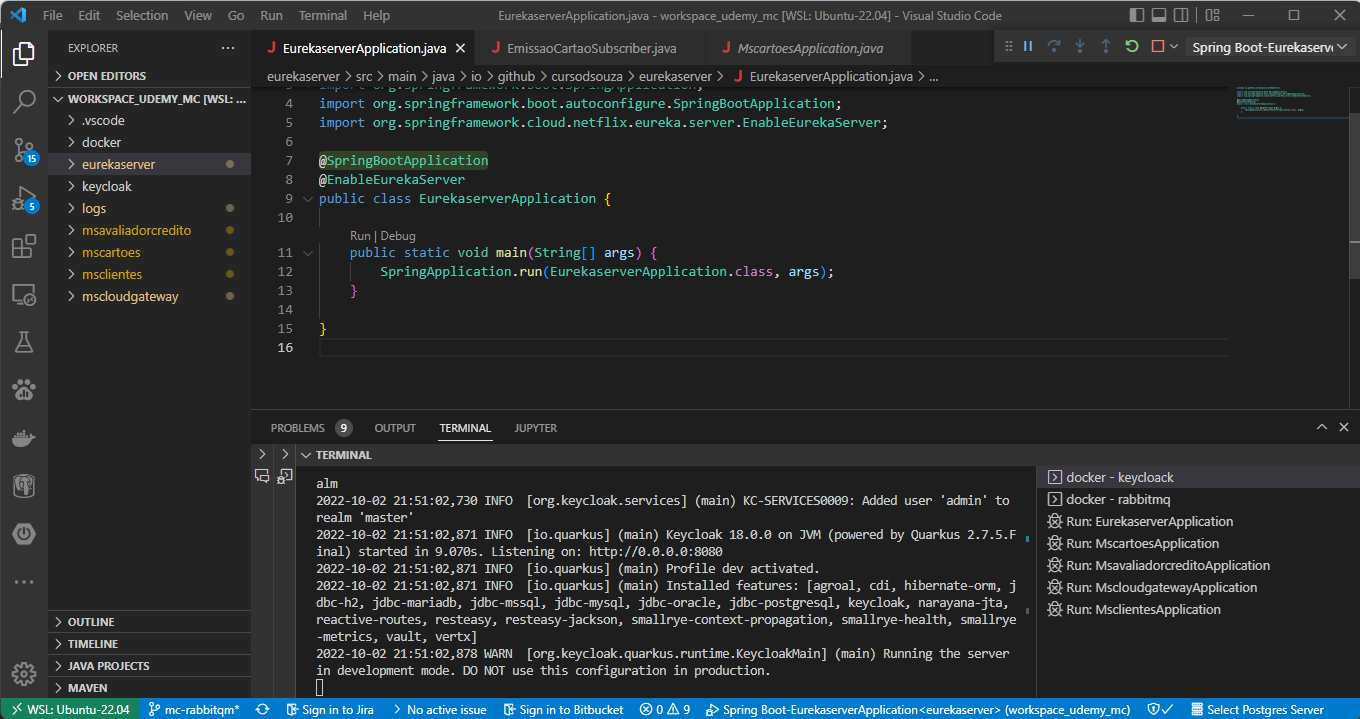 File Edit Selection View Go Run Terminal Help EurekaserverApplication.java - workspace_udemy_mc [WSL: Ubuntu-22.04] - Visual Studio Code
EXPLORER
OPEN EDITORS
WORKSPACE_UDEMY_MC [WSL: ...
.vscode
docker
eurekaserver
keycloak
logs
msavaliadorcredito
mscartoes
msclientes
mscloudgateway
OUTLINE
TIMELINE
JAVA PROJECTS
MAVEN
15
5
J EurekaserverApplication.java J EmissaoCartaoSubscriber.java J MscartoesApplication.java
Spring Boot-Eurekaserv
eurekaserver > src > main > java > io > github > cursodsouza > eurekaserver > J EurekaserverApplication.java > ...
3 import org.springframework.boot.SpringApplication;
4 import org.springframework.boot.autoconfigure.SpringBootApplication;
5 import org.springframework.cloud.netflix.eureka.server.EnableEurekaServer;
6
7 @SpringBootApplication
8 @EnableEurekaServer
9 public class EurekaserverApplication {
10
Run | Debug
11 public static void main(String[] args) {
12 SpringApplication.run(EurekaserverApplication.class, args);
13 }
14
15 }
16
PROBLEMS 9 OUTPUT TERMINAL JUPYTER
TERMINAL
alm
2022-10-02 21:51:02,730 INFO [org.keycloak.services] (main) KC-SERVICES0009: Added user 'admin' to
realm 'master'
2022-10-02 21:51:02,871 INFO [io.quarkus] (main) Keycloak 18.0.0 on JVM (powered by Quarkus 2.7.5.F
inal) started in 9.070s. Listening on: http://0.0.0.0:8080
2022-10-02 21:51:02,871 INFO [io.quarkus] (main) Profile dev activated.
2022-10-02 21:51:02,871 INFO [io.quarkus] (main) Installed features: [agroal, cdi, hibernate-orm, j
dbc-h2, jdbc-mariadb, jdbc-mssql, jdbc-mysql, jdbc-oracle, jdbc-postgresql, keycloak, narayana-jta,
reactive-routes, resteasy, resteasy-jackson, smallrye-context-propagation, smallrye-health, smallrye
-metrics, vault, vertx]
2022-10-02 21:51:02,878 WARN [org.keycloak.quarkus.runtime.KeycloakMain] (main) Running the server
in development mode. DO NOT use this configuration in production.
docker - keycloack
docker - rabbitmq
Run: EurekaserverApplication
Run: MscartoesApplication
Run: MsavaliadorcreditoApplication
Run: MscloudgatewayApplication
Run: MsclientesApplication
WSL: Ubuntu-22.04 mc-rabbitqm* Sign in to Jira No active issue Sign in to Bitbucket 0 9 Spring Boot-EurekaserverApplication<eurekaserver> (workspace_udemy_mc) Select Postgres Server